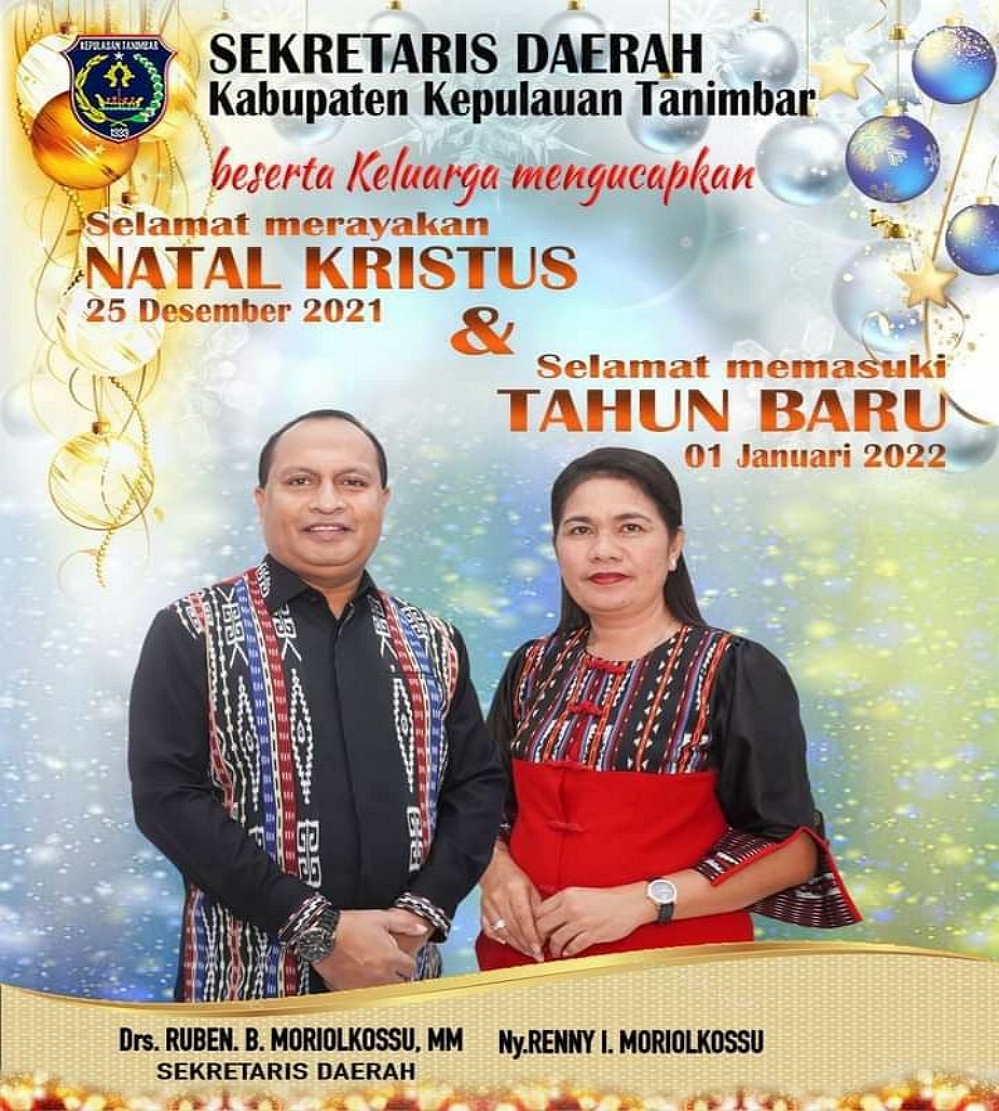 KEPULAUAN TANIMBAR
1999
SEKRETARIS DAERAH
Kabupaten Kepulauan Tanimbar
beserta Keluarga mengucapkan
Selamat merayakan
NATAL KRISTUS
25 Desember 2021
&
Selamat memasuki
TAHUN BARU
01 Januari 2022
Drs. RUBEN. B. MORIOLKOSSU, MM
Ny.RENNY I. MORIOLKOSSU
SEKRETARIS DAERAH